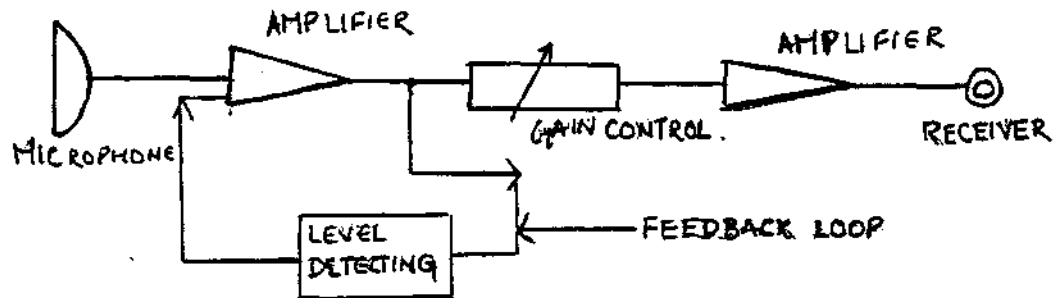 AMPLIFIER
AMPLIFIER
MICROPHONE
GAIN CONTROL.
RECEIVER
LEVEL
DETECTING
FEEDBACK LOOP